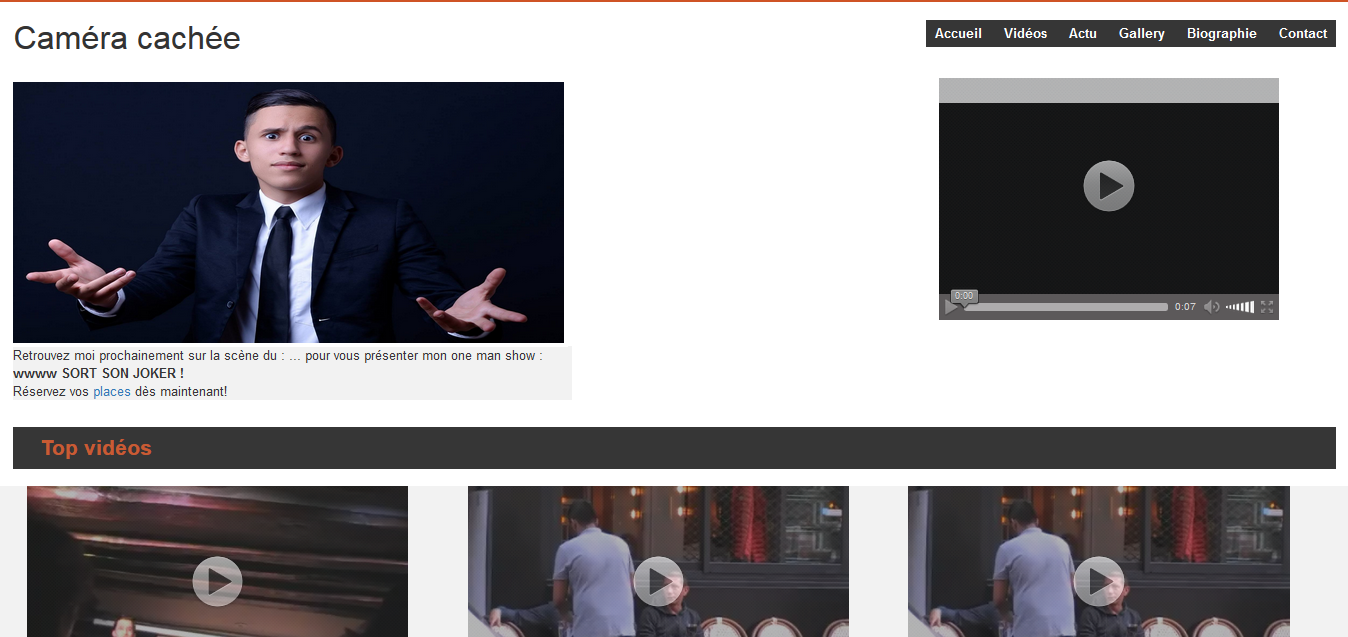 Caméra cachée
Accueil Vidéos Actu Gallery Biographie Contact
0:00
0:07
Retrouvez moi prochainement sur la scène du : ... pour vous présenter mon one man show :
wwww SORT SON JOKER !
Réservez vos places dès maintenant!
Top vidéos